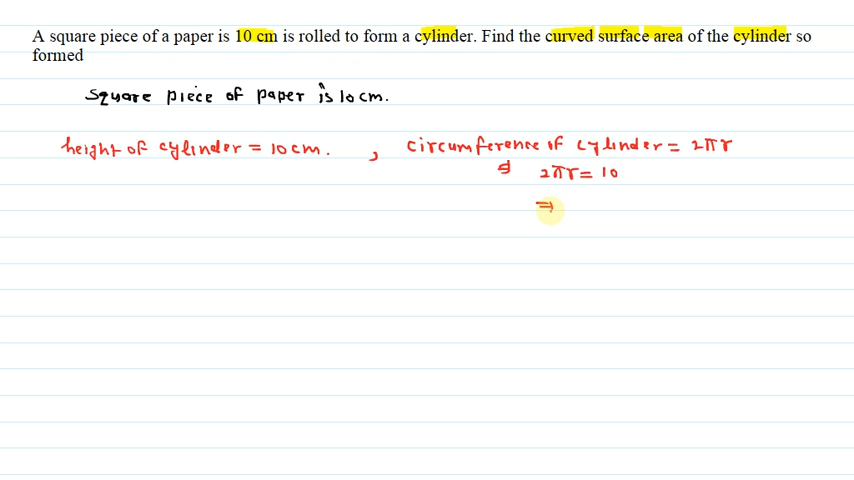 A square piece of a paper is 10 cm is rolled to form a cylinder. Find the curved surface area of the cylinder so
formed
square piece of paper is 10 cm.
height of cylinder = 10 cm. , circumference of cylinder = 2πr
⇒ 2πr = 10
⇒